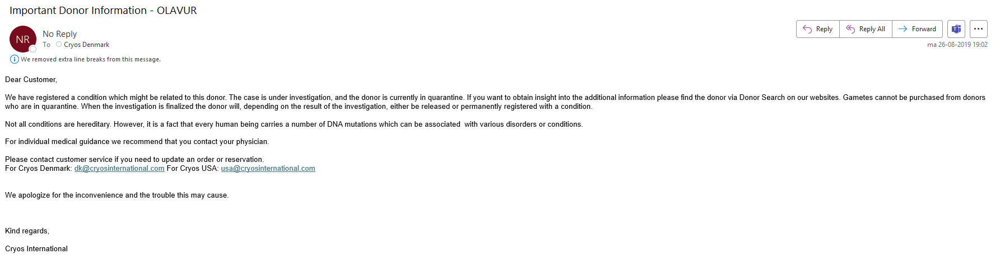 Important Donor Information - OLAVUR
NR
No Reply
To Cryos Denmark
Reply
Reply All
Forward
ma 26-08-2019 19:02
We removed extra line breaks from this message.
Dear Customer,
We have registered a condition which might be related to this donor. The case is under investigation, and the donor is currently in quarantine. If you want to obtain insight into the additional information please find the donor via Donor Search on our websites. Gametes cannot be purchased from donors
who are in quarantine. When the investigation is finalized the donor will, depending on the result of the investigation, either be released or permanently registered with a condition.
Not all conditions are hereditary. However, it is a fact that every human being carries a number of DNA mutations which can be associated  with various disorders or conditions.
For individual medical guidance we recommend that you contact your physician.
Please contact customer service if you need to update an order or reservation.
For Cryos Denmark: dk@cryosinternational.com For Cryos USA: usa@cryosinternational.com
We apologize for the inconvenience and the trouble this may cause.
Kind regards,
Cryos International